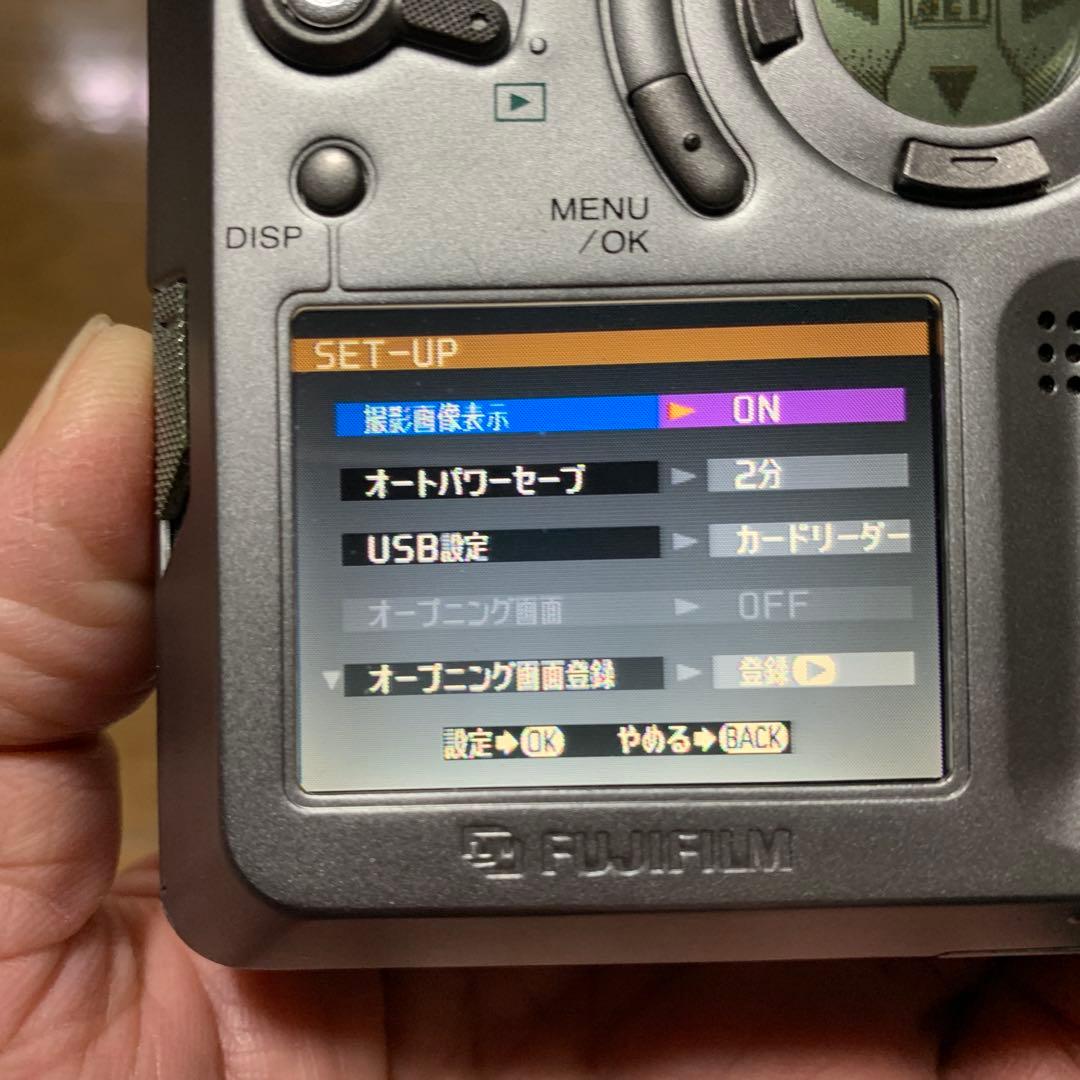 DISP
MENU
/OK
SET-UP
撮影画像表示 ON
オートパワーセーブ 2分
USB設定 カードリーダー
オープニング画面 OFF
オープニング画面登録 登録
設定➡OK やめる➡BACK
FUJIFILM